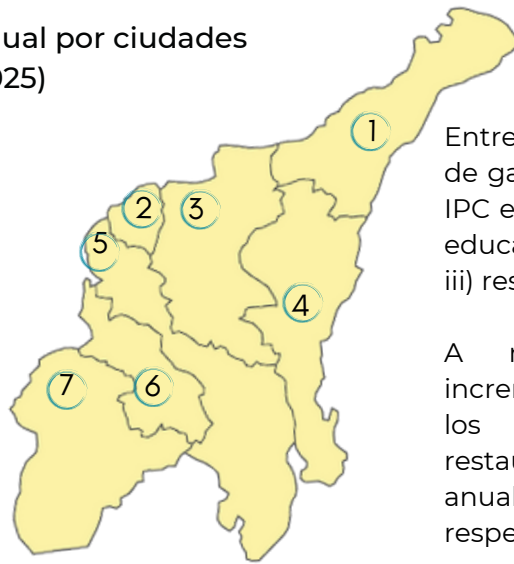 ual por ciudades
025)
1
2
3
5
4
7
6
Entre
de ga
IPC e
educa
iii) res
A r
increr
los
restau
anual
respe